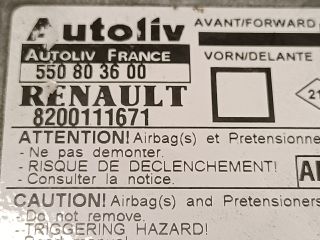 Autoliv
AVANT/FORWARD
AUTOLIV FRANCE
VORN/DELANTE
550 80 36 00
RENAULT
8200111671
21
ATTENTION! Airbag(s) et Pretensionne
- Ne pas demonter.
- RISQUE DE DECLENCHEMENT!
- Consulter la notice.
CAUTION! Airbag(s) and Pretensioners
- Do not remove.
- TRIGGERING HAZARD!